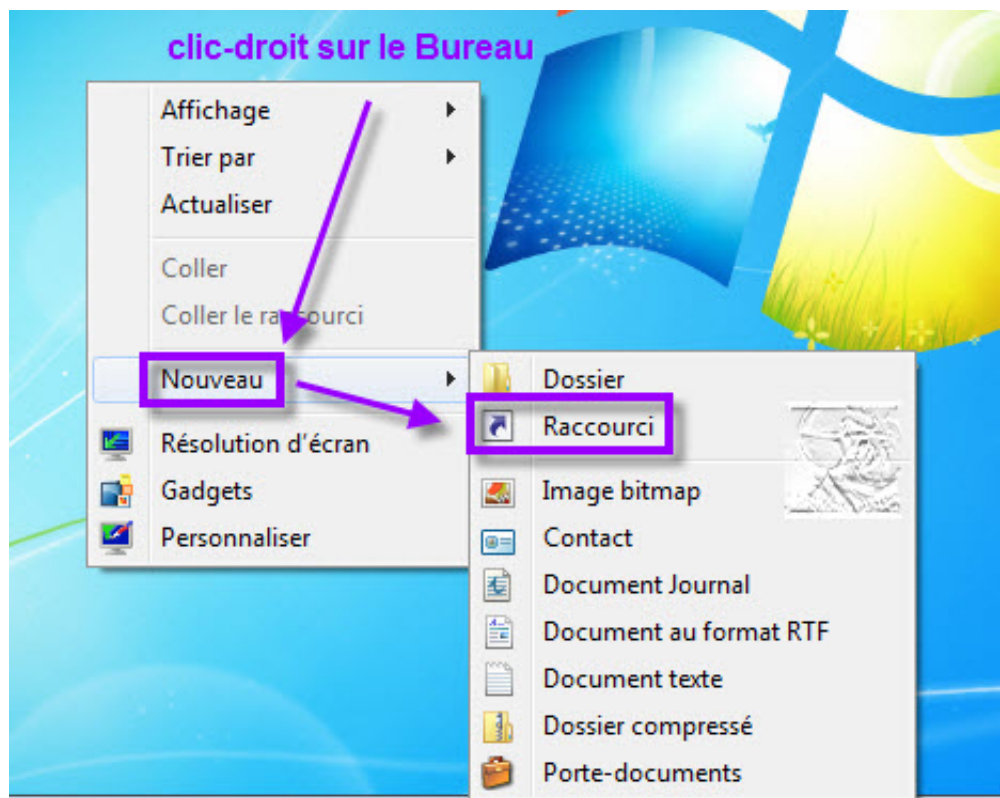 clic-droit sur le Bureau
Affichage
Trier par
Actualiser
Coller
Coller le raccourci
Nouveau
Résolution d'écran
Gadgets
Personnaliser
Dossier
Raccourci
Image bitmap
Contact
Document Journal
Document au format RTF
Document texte
Dossier compressé
Porte-documents